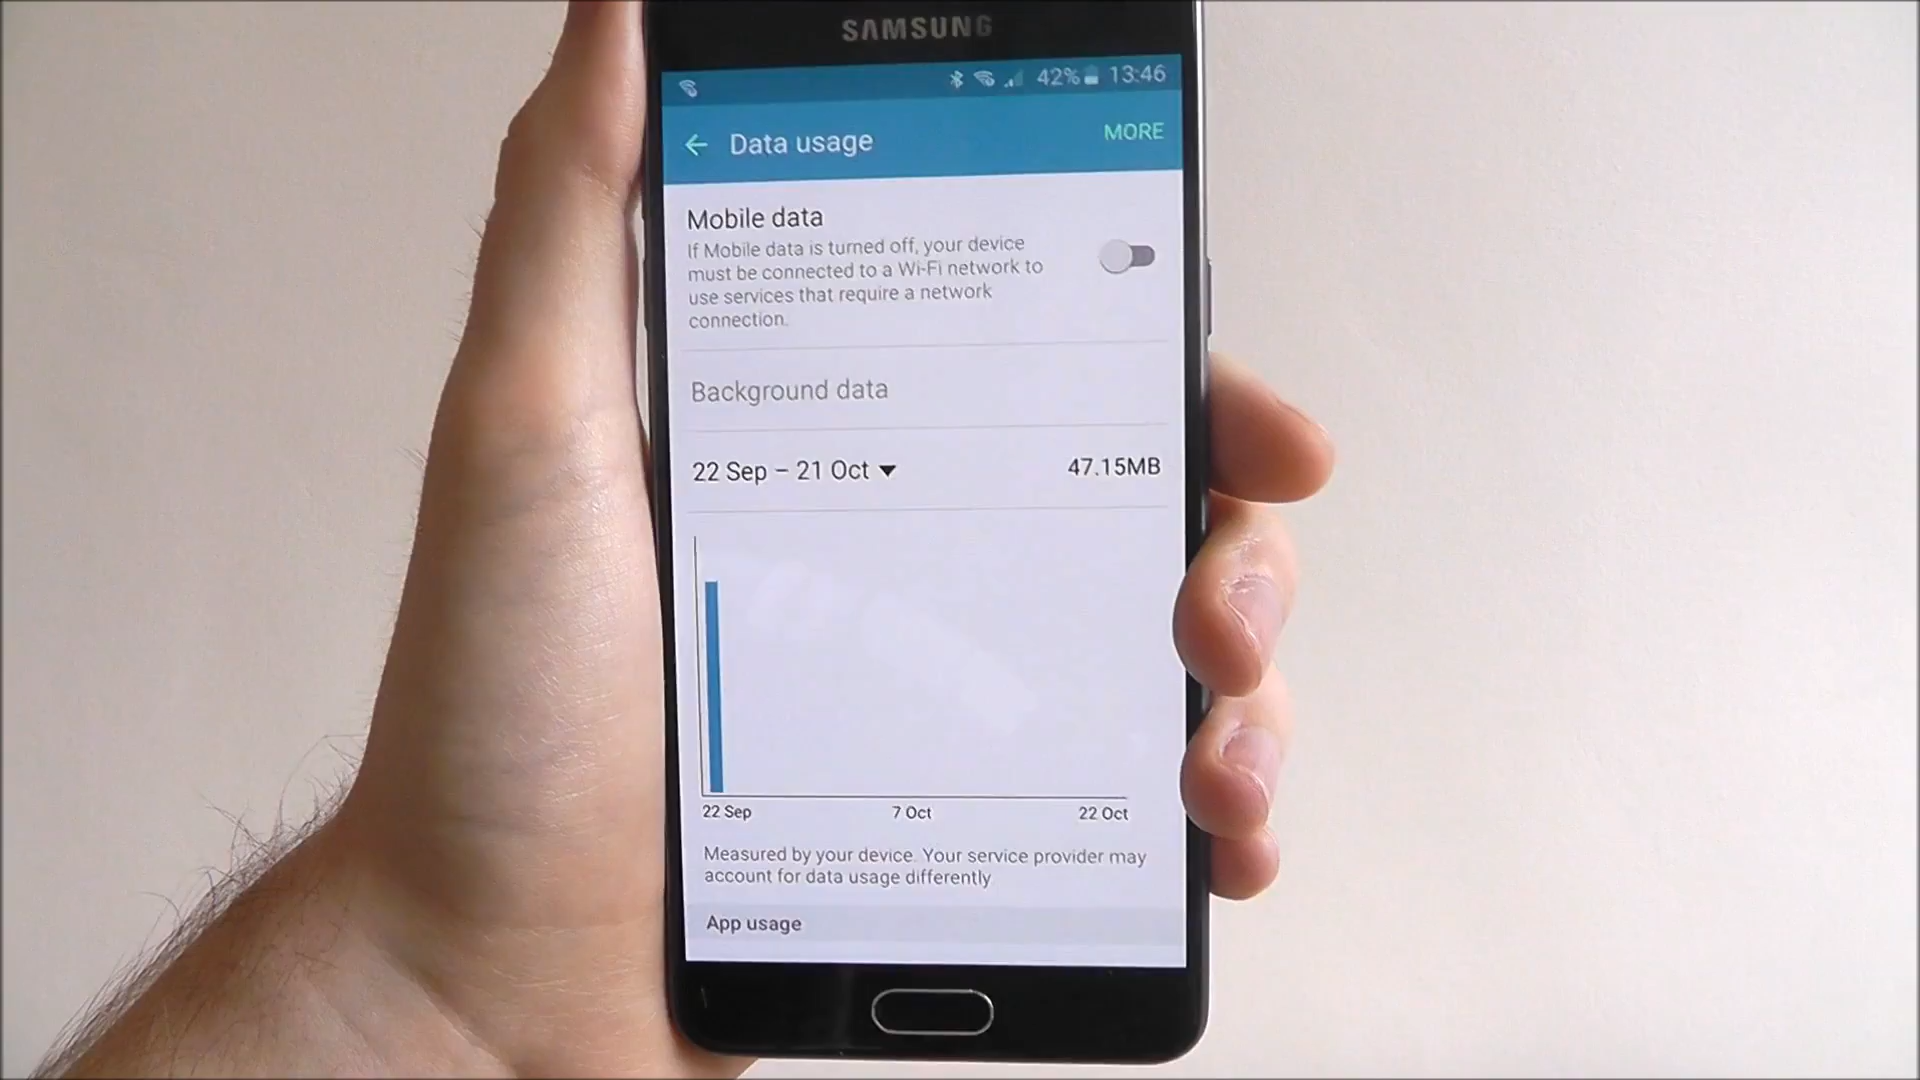 SAMSUNG
42% 13:46
Data usage
MORE
Mobile data
If Mobile data is turned off, your device
must be connected to a Wi-Fi network to
use services that require a network
connection.
Background data
22 Sep – 21 Oct
47.15MB
22 Sep 7 Oct 22 Oct
Measured by your device. Your service provider may
account for data usage differently
App usage